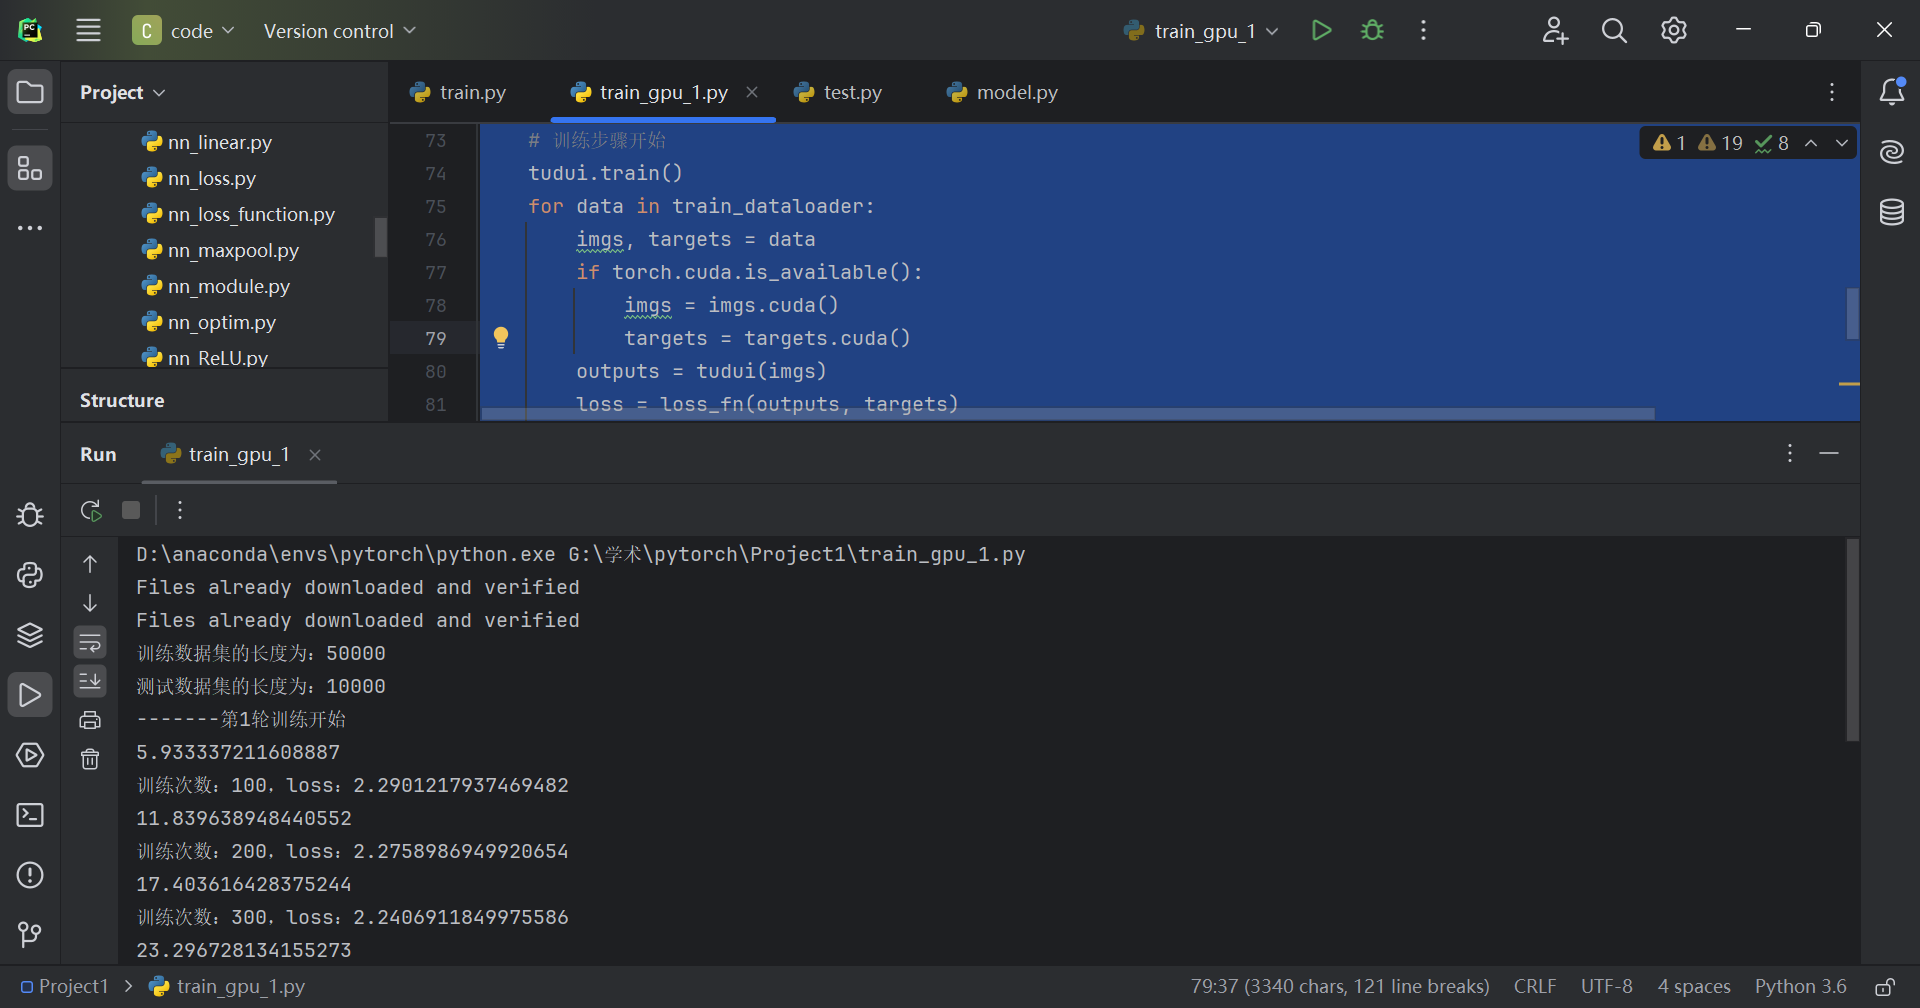 C code Version control train_gpu_1
Project
train.py train_gpu_1.py test.py model.py
nn_linear.py
nn_loss.py
nn_loss_function.py
nn_maxpool.py
nn_module.py
nn_optim.py
nn_ReLU.py
Structure
73 # 训练步骤开始
74 tudui.train()
75 for data in train_dataloader:
76 imgs, targets = data
77 if torch.cuda.is_available():
78 imgs = imgs.cuda()
79 targets = targets.cuda()
80 outputs = tudui(imgs)
81 loss = loss_fn(outputs, targets)
1 19 8
Run train_gpu_1
D:\anaconda\envs\pytorch\python.exe G:\学术\pytorch\Project1\train_gpu_1.py
Files already downloaded and verified
Files already downloaded and verified
训练数据集的长度为：50000
测试数据集的长度为：10000
-------第1轮训练开始
5.933337211608887
训练次数：100，loss：2.2901217937469482
11.839638948440552
训练次数：200，loss：2.2758986949920654
17.403616428375244
训练次数：300，loss：2.2406911849975586
23.296728134155273
Project1 train_gpu_1.py 79:37 (3340 chars, 121 line breaks) CRLF UTF-8 4 spaces Python 3.6